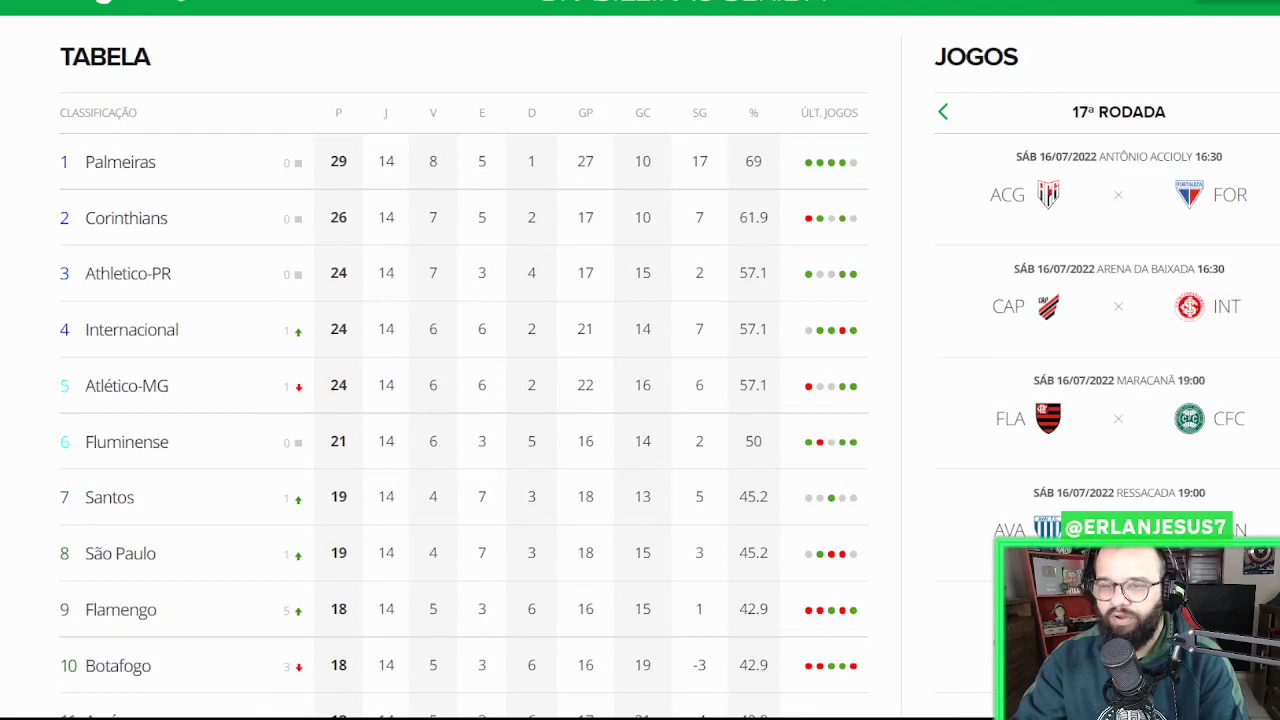 TABELA
CLASSIFICAÇÃO P J V E D GP GC SG % ÚLT. JOGOS
1 Palmeiras 0 29 14 8 5 1 27 10 17 69
2 Corinthians 0 26 14 7 5 2 17 10 7 61.9
3 Athletico-PR 0 24 14 7 3 4 17 15 2 57.1
4 Internacional 1 24 14 6 6 2 21 14 7 57.1
5 Atlético-MG 1 24 14 6 6 2 22 16 6 57.1
6 Fluminense 0 21 14 6 3 5 16 14 2 50
7 Santos 1 19 14 4 7 3 18 13 5 45.2
8 São Paulo 1 19 14 4 7 3 18 15 3 45.2
9 Flamengo 5 18 14 5 3 6 16 15 1 42.9
10 Botafogo 3 18 14 5 3 6 16 19 -3 42.9
JOGOS
17ª RODADA
SÁB 16/07/2022 ANTÔNIO ACCIOLY 16:30
ACG × FOR
SÁB 16/07/2022 ARENA DA BAIXADA 16:30
CAP × INT
SÁB 16/07/2022 MARACANÃ 19:00
FLA × CFC
SÁB 16/07/2022 RESSACADA 19:00
AVA
@ERLANJESUS7